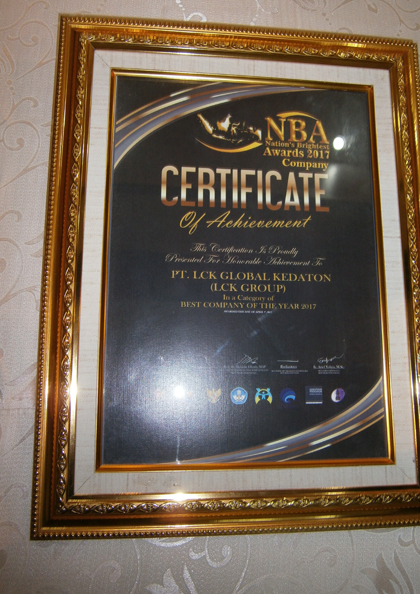 NBA
Nation's Brightest
Awards 2017
Company
CERTIFICATE
Of Achievement
This Certification Is Proudly
Presented For Honorable Achievement To
PT. LCK GLOBAL KEDATON
(LCK GROUP)
In a Category of
BEST COMPANY OF THE YEAR 2017